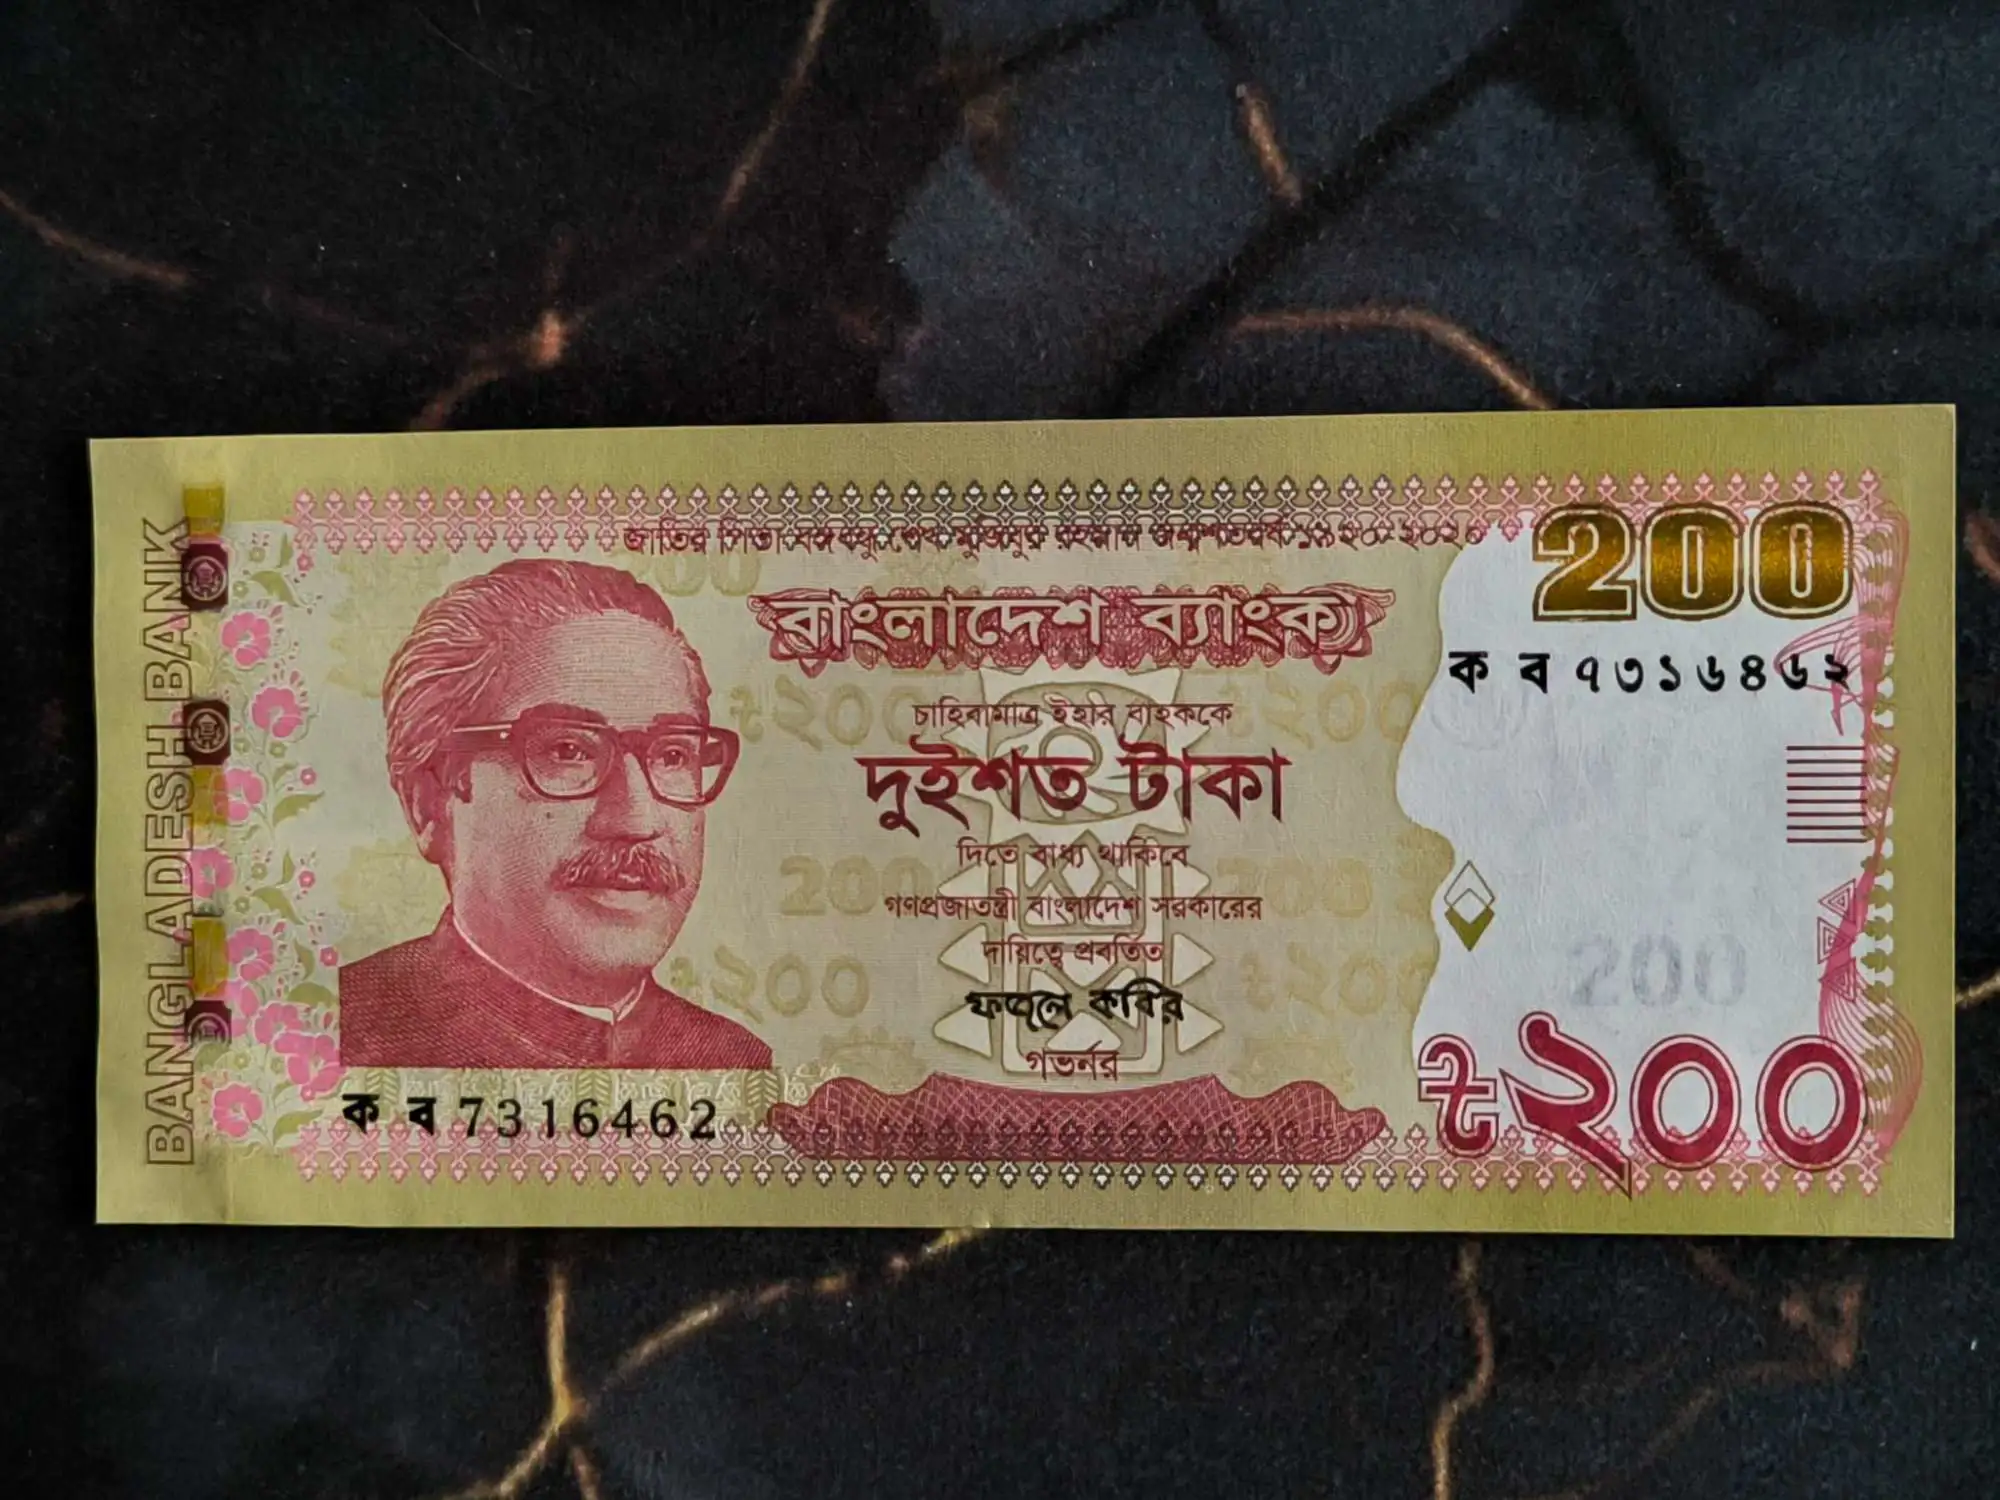 জাতির পিতা বঙ্গবন্ধু শেখ মুজিবুর রহমান জন্মশতবর্ষ ১৯২০-২০২০
200
বাংলাদেশ ব্যাংক
ক ব ৭৩১৬৪৬২
চাহিবামাত্র ইহার বাহককে
দুইশত টাকা
দিতে বাধ্য থাকিবে
গণপ্রজাতন্ত্রী বাংলাদেশ সরকারের
দায়িত্বে প্রবর্তিত
ফজলে কবির
গভর্নর
200
৳২০০
ক ব 7316462
BANGLADESH BANK